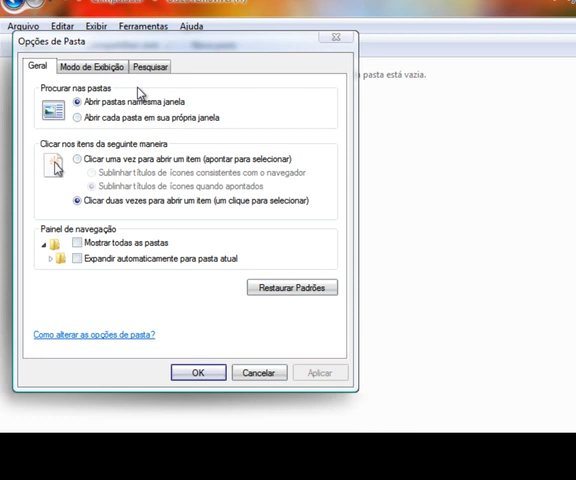 Arquivo Editar Exibir Ferramentas Ajuda
Opções de Pasta
pasta está vazia.
Geral Modo de Exibição Pesquisar
Procurar nas pastas
Abrir pastas na mesma janela
Abrir cada pasta em sua própria janela
Clicar nos itens da seguinte maneira
Clicar uma vez para abrir um item (apontar para selecionar)
Sublinhar títulos de ícones consistentes com o navegador
Sublinhar títulos de ícones quando apontados
Clicar duas vezes para abrir um item (um clique para selecionar)
Painel de navegação
Mostrar todas as pastas
Expandir automaticamente para pasta atual
Restaurar Padrões
Como alterar as opções de pasta?
OK Cancelar Aplicar